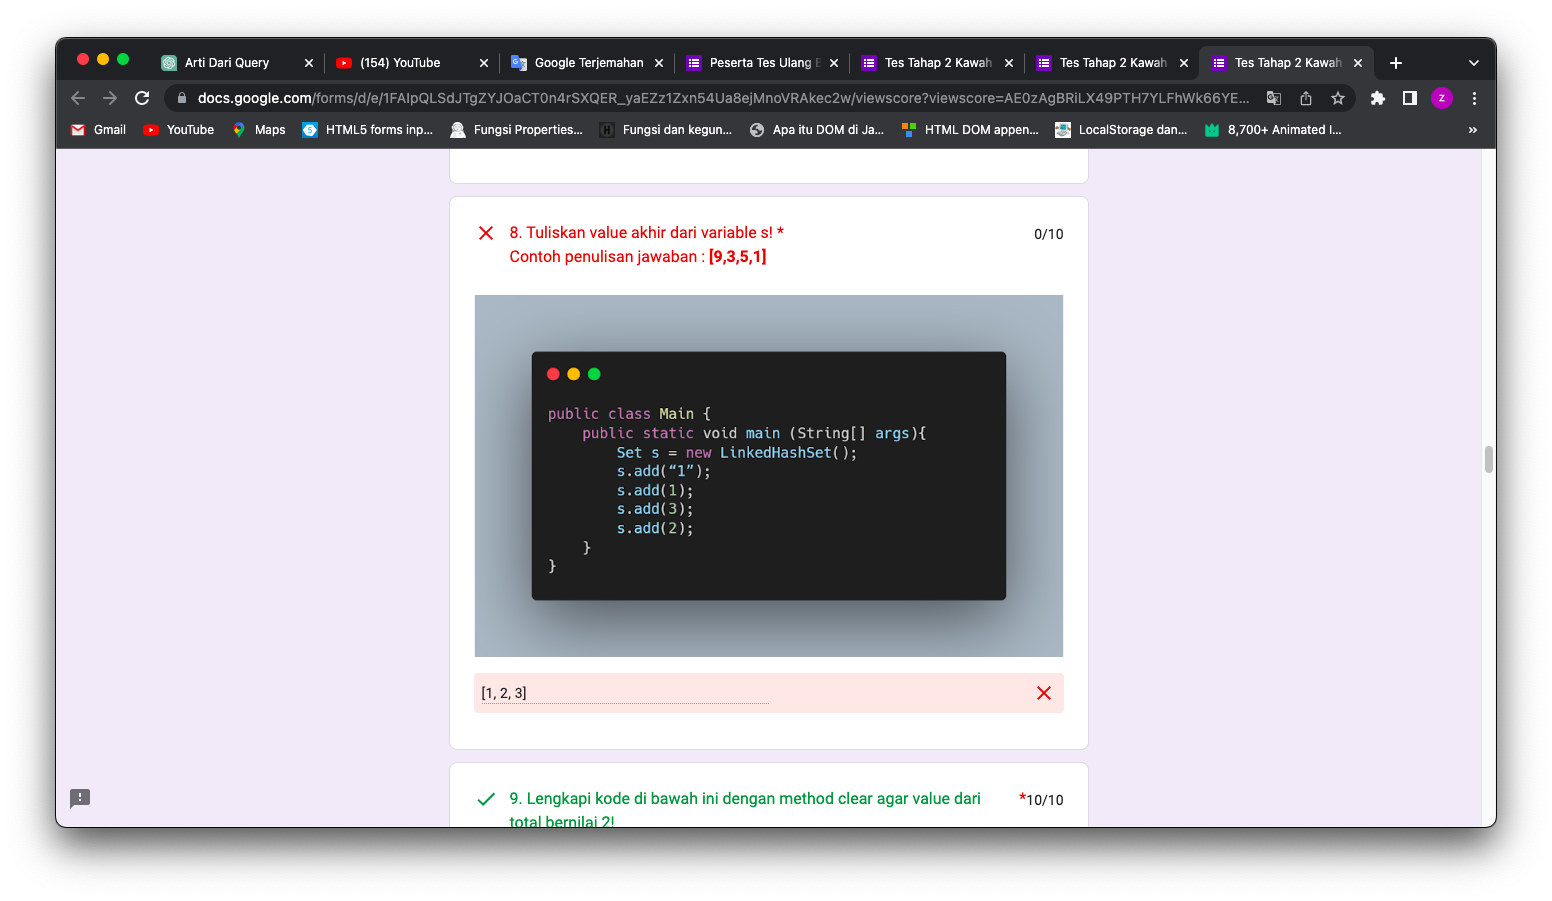 Arti Dari Query
(154) YouTube
Google Terjemahan
Peserta Tes Ulang
Tes Tahap 2 Kawah
Tes Tahap 2 Kawah
Tes Tahap 2 Kawah
docs.google.com/forms/d/e/1FAIpQLSdJTgZYJOaCT0n4rSXQER_yaEZz1Zxn54Ua8ejMnoVRAkec2w/viewscore?viewscore=AE0zAgBRiLX49PTH7YLFhWk66YE...
Z
Gmail
YouTube
Maps
HTML5 forms inp...
Fungsi Properties...
Fungsi dan kegun...
Apa itu DOM di Ja...
HTML DOM appen...
LocalStorage dan...
8,700+ Animated I...
8. Tuliskan value akhir dari variable s! *
0/10
Contoh penulisan jawaban : [9,3,5,1]
public class Main {
public static void main (String[] args){
Set s = new LinkedHashSet();
s.add(“1”);
s.add(1);
s.add(3);
s.add(2);
}
}
[1, 2, 3]
9. Lengkapi kode di bawah ini dengan method clear agar value dari
*10/10
total bernilai 2!